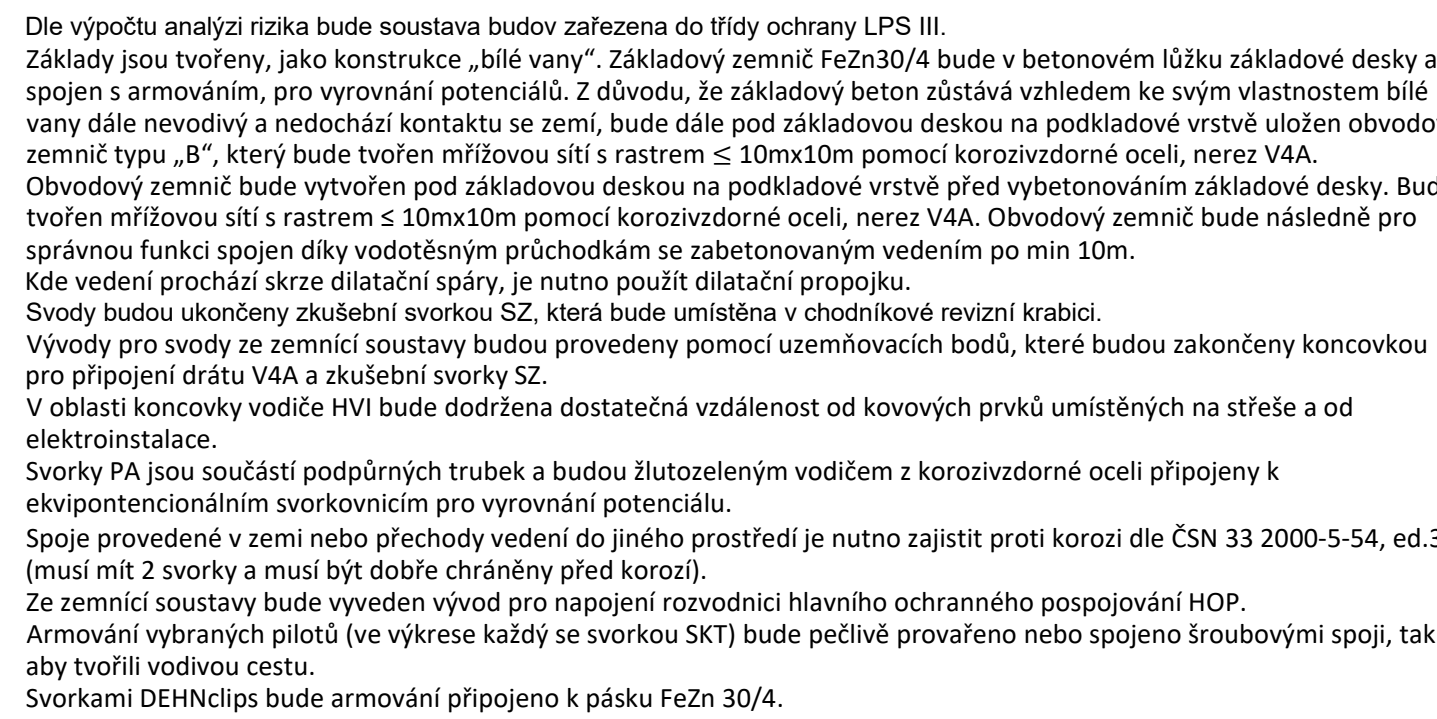 Dle výpočtu analýzi rizika bude soustava budov zařezena do třídy ochrany LPS III.
Základy jsou tvořeny, jako konstrukce „bílé vany“. Základový zemnič FeZn30/4 bude v betonovém lůžku základové desky a
spojen s armováním, pro vyrovnání potenciálů. Z důvodu, že základový beton zůstává vzhledem ke svým vlastnostem bílé
vany dále nevodivý a nedochází kontaktu se zemí, bude dále pod základovou deskou na podkladové vrstvě uložen obvodo
zemnič typu „B“, který bude tvořen mřížovou sítí s rastrem ≤ 10mx10m pomocí korozivzdorné oceli, nerez V4A.
Obvodový zemnič bude vytvořen pod základovou deskou na podkladové vrstvě před vybetonováním základové desky. Bud
tvořen mřížovou sítí s rastrem ≤ 10mx10m pomocí korozivzdorné oceli, nerez V4A. Obvodový zemnič bude následně pro
správnou funkci spojen díky vodotěsným průchodkám se zabetonovaným vedením po min 10m.
Kde vedení prochází skrze dilatační spáry, je nutno použít dilatační propojku.
Svody budou ukončeny zkušební svorkou SZ, která bude umístěna v chodníkové revizní krabici.
Vývody pro svody ze zemnící soustavy budou provedeny pomocí uzemňovacích bodů, které budou zakončeny koncovkou
pro připojení drátu V4A a zkušební svorky SZ.
V oblasti koncovky vodiče HVI bude dodržena dostatečná vzdálenost od kovových prvků umístěných na střeše a od
elektroinstalace.
Svorky PA jsou součástí podpůrných trubek a budou žlutozeleným vodičem z korozivzdorné oceli připojeny k
ekvipontencionálním svorkovnicím pro vyrovnání potenciálu.
Spoje provedené v zemi nebo přechody vedení do jiného prostředí je nutno zajistit proti korozi dle ČSN 33 2000-5-54, ed.3
(musí mít 2 svorky a musí být dobře chráněny před korozí).
Ze zemnící soustavy bude vyveden vývod pro napojení rozvodnici hlavního ochranného pospojování HOP.
Armování vybraných pilotů (ve výkrese každý se svorkou SKT) bude pečlivě provařeno nebo spojeno šroubovými spoji, tak
aby tvořili vodivou cestu.
Svorkami DEHNclips bude armování připojeno k pásku FeZn 30/4.